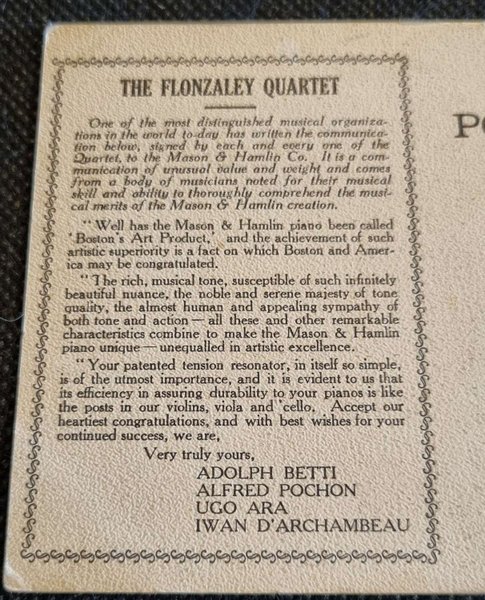 THE FLONZALEY QUARTET
One of the most distinguished musical organiza-
tions in the world to-day has written the communica-
tion below, signed by each and every one of the
Quartet, to the Mason & Hamlin Co. It is a com-
munication of unusual value and weight and comes
from a body of musicians noted for their musical
skill and ability to thoroughly comprehend the musi-
cal merits of the Mason & Hamlin creation.
"Well has the Mason & Hamlin piano been called
'Boston's Art Product,' and the achievement of such
artistic superiority is a fact on which Boston and Amer-
ica may be congratulated.
"The rich, musical tone, susceptible of such infinitely
beautiful nuance, the noble and serene majesty of tone
quality, the almost human and appealing sympathy of
both tone and action — all these and other remarkable
characteristics combine to make the Mason & Hamlin
piano unique — unequalled in artistic excellence.
"Your patented tension resonator, in itself so simple,
is of the utmost importance, and it is evident to us that
its efficiency in assuring durability to your pianos is like
the posts in our violins, viola and 'cello. Accept our
heartiest congratulations, and with best wishes for your
continued success, we are,
Very truly yours,
ADOLPH BETTI
ALFRED POCHON
UGO ARA
IWAN D'ARCHAMBEAU